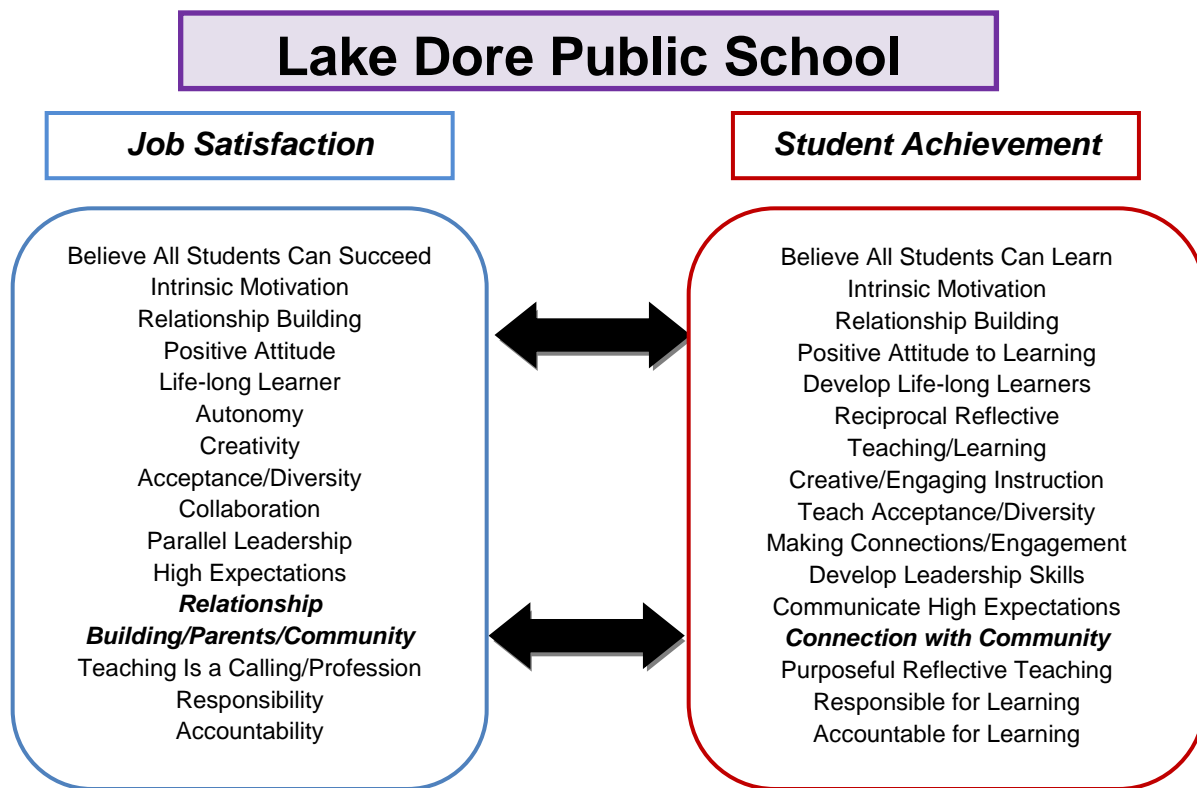 Lake Dore Public School
Job Satisfaction
Believe All Students Can Succeed
Intrinsic Motivation
Relationship Building
Positive Attitude
Life-long Learner
Autonomy
Creativity
Acceptance/Diversity
Collaboration
Parallel Leadership
High Expectations
Relationship
Building/Parents/Community
Teaching Is a Calling/Profession
Responsibility
Accountability
Student Achievement
Believe All Students Can Learn
Intrinsic Motivation
Relationship Building
Positive Attitude to Learning
Develop Life-long Learners
Reciprocal Reflective
Teaching/Learning
Creative/Engaging Instruction
Teach Acceptance/Diversity
Making Connections/Engagement
Develop Leadership Skills
Communicate High Expectations
Connection with Community
Purposeful Reflective Teaching
Responsible for Learning
Accountable for Learning